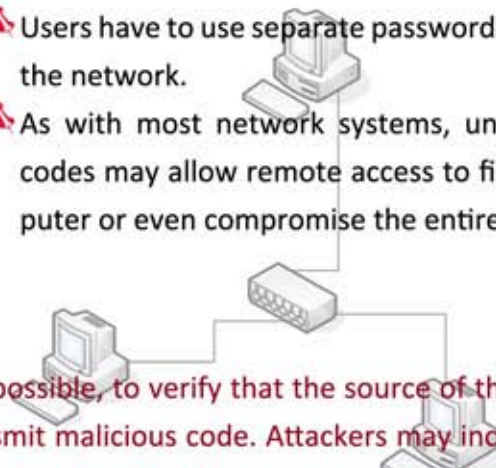 Users have to use separate password
the network.
As with most network systems, un
codes may allow remote access to fi
puter or even compromise the entire
possible, to verify that the source of th
smit malicious code. Attackers may ind